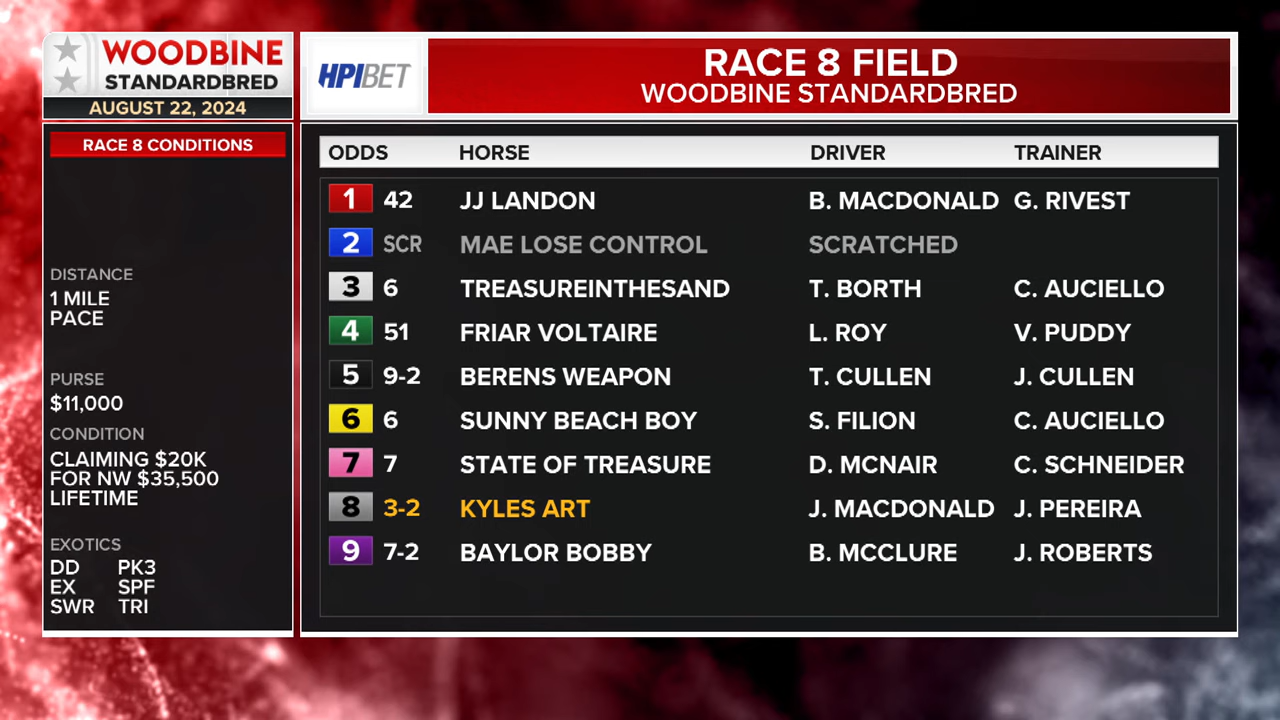 WOODBINE
STANDARDBRED
AUGUST 22, 2024
HPIBET
RACE 8 FIELD
WOODBINE STANDARDBRED
RACE 8 CONDITIONS
DISTANCE
1 MILE
PACE
PURSE
$11,000
CONDITION
CLAIMING $20K
FOR NW $35,500
LIFETIME
EXOTICS
DD PK3
EX SPF
SWR TRI
ODDS HORSE DRIVER TRAINER
1 42 JJ LANDON B. MACDONALD G. RIVEST
2 SCR MAE LOSE CONTROL SCRATCHED
3 6 TREASUREINTHESAND T. BORTH C. AUCIELLO
4 51 FRIAR VOLTAIRE L. ROY V. PUDDY
5 9-2 BERENS WEAPON T. CULLEN J. CULLEN
6 6 SUNNY BEACH BOY S. FILION C. AUCIELLO
7 7 STATE OF TREASURE D. MCNAIR C. SCHNEIDER
8 3-2 KYLES ART J. MACDONALD J. PEREIRA
9 7-2 BAYLOR BOBBY B. MCCLURE J. ROBERTS